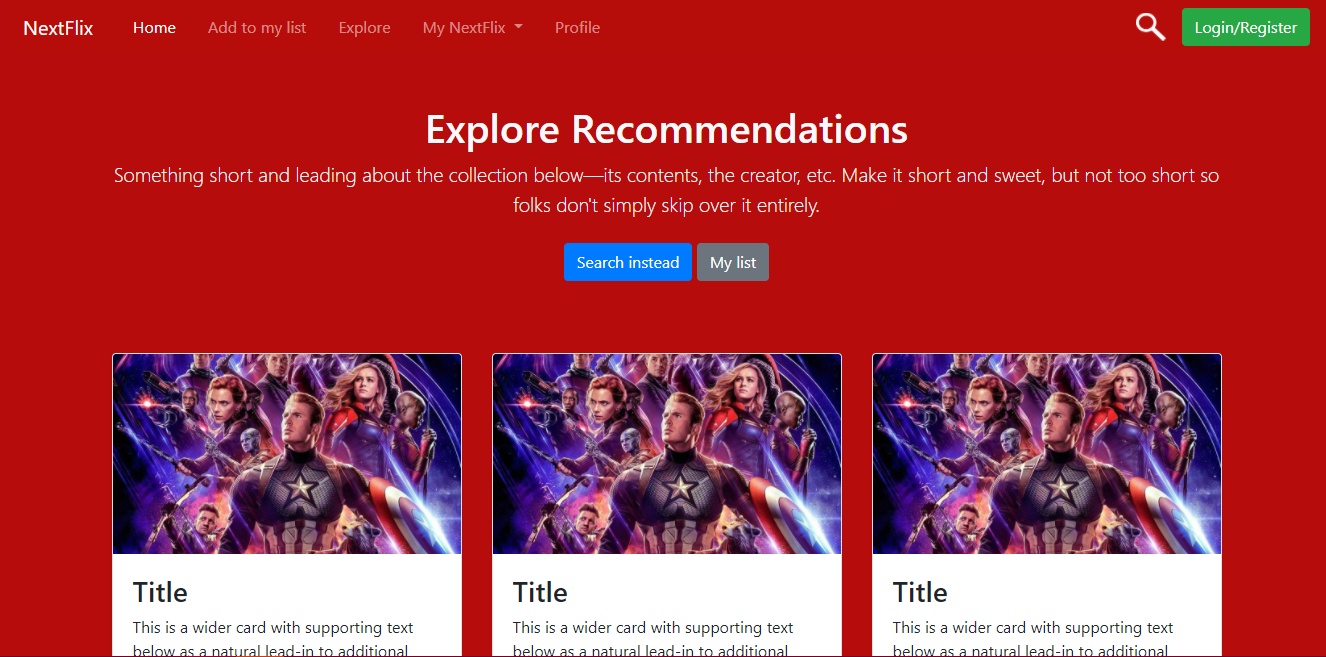 NextFlix Home Add to my list Explore My NextFlix Profile Login/Register
Explore Recommendations
Something short and leading about the collection below—its contents, the creator, etc. Make it short and sweet, but not too short so
folks don't simply skip over it entirely.
Search instead My list
Title Title Title
This is a wider card with supporting text This is a wider card with supporting text This is a wider card with supporting text
below as a natural lead-in to additional below as a natural lead-in to additional below as a natural lead-in to additional